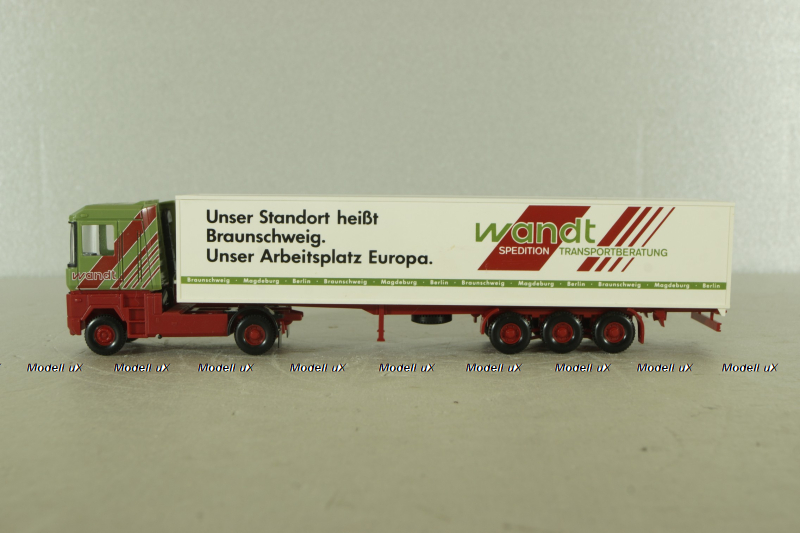 Unser Standort heißt
Braunschweig.
Unser Arbeitsplatz Europa.
wandt
SPEDITION TRANSPORTBERATUNG
Braunschweig · Magdeburg · Berlin · Braunschweig · Magdeburg · Berlin · Braunschweig · Magdeburg · Berlin · Braunschweig · Magdeburg · Berlin
wandt
Modell uX Modell uX Modell uX Modell uX Modell uX Modell uX Modell uX Modell uX Modell uX